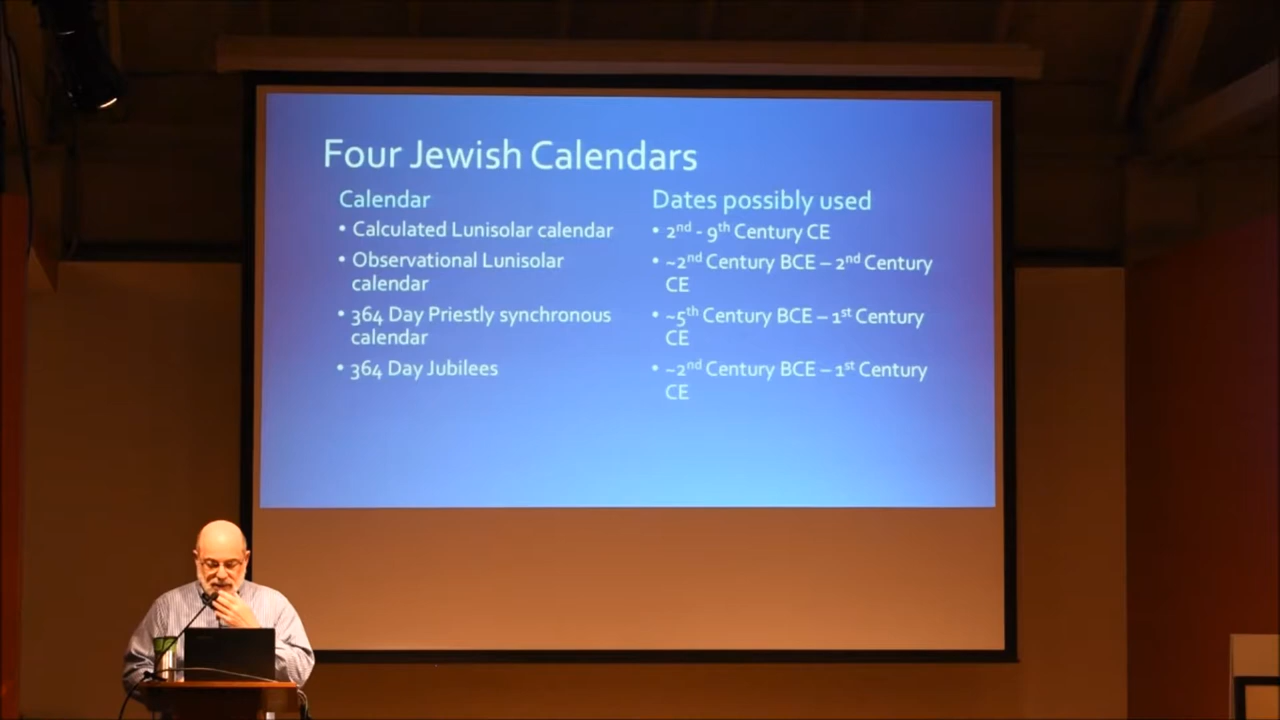 Four Jewish Calendars
Calendar
• Calculated Lunisolar calendar
• Observational Lunisolar
calendar
• 364 Day Priestly synchronous
calendar
• 364 Day Jubilees
Dates possibly used
• 2nd - 9th Century CE
• ~2nd Century BCE – 2nd Century
CE
• ~5th Century BCE – 1st Century
CE
• ~2nd Century BCE – 1st Century
CE